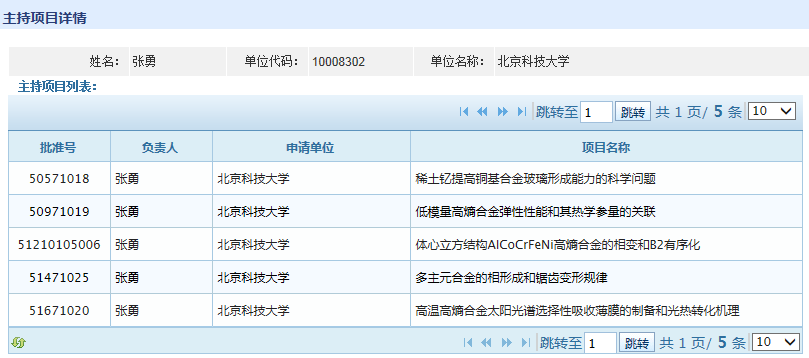 主持项目详情
姓名： 张勇 单位代码： 10008302 单位名称： 北京科技大学
主持项目列表：
跳转至 1 跳转 共 1 页/ 5 条 10
批准号 负责人 申请单位 项目名称
50571018 张勇 北京科技大学 稀土钇提高铜基合金玻璃形成能力的科学问题
50971019 张勇 北京科技大学 低模量高熵合金弹性性能和其热学参量的关联
51210105006 张勇 北京科技大学 体心立方结构AlCoCrFeNi高熵合金的相变和B2有序化
51471025 张勇 北京科技大学 多主元合金的相形成和锯齿变形规律
51671020 张勇 北京科技大学 高温高熵合金太阳光谱选择性吸收薄膜的制备和光热转化机理
跳转至 1 跳转 共 1 页/ 5 条 10